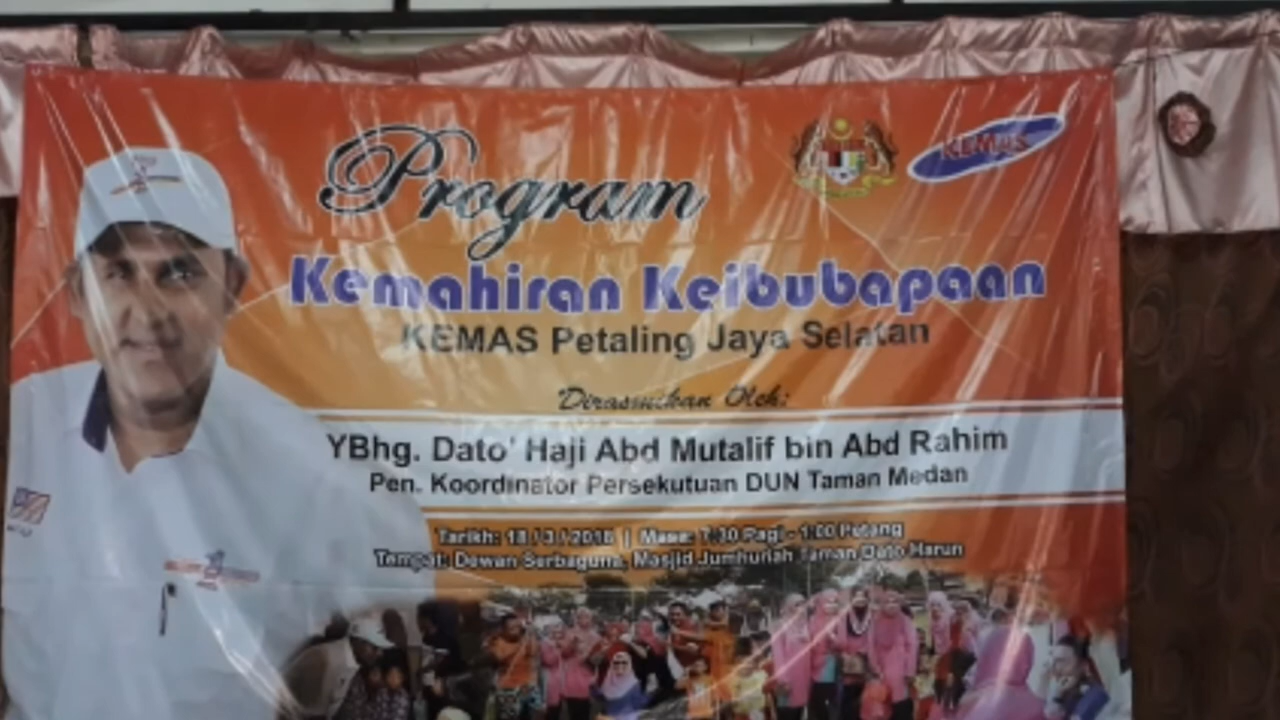 Program
KEMAS
Kemahiran Keibubapaan
KEMAS Petaling Jaya Selatan
Dirasmikan Oleh:
YBhg. Dato' Haji Abd Mutalif bin Abd Rahim
Pen. Koordinator Persekutuan DUN Taman Medan
Tarikh: 18 / 3 / 2018 | Masa: 7:30 Pagi - 1:00 Petang
Tempat: Dewan Serbaguna, Masjid Jumhuriah Taman Dato Harun